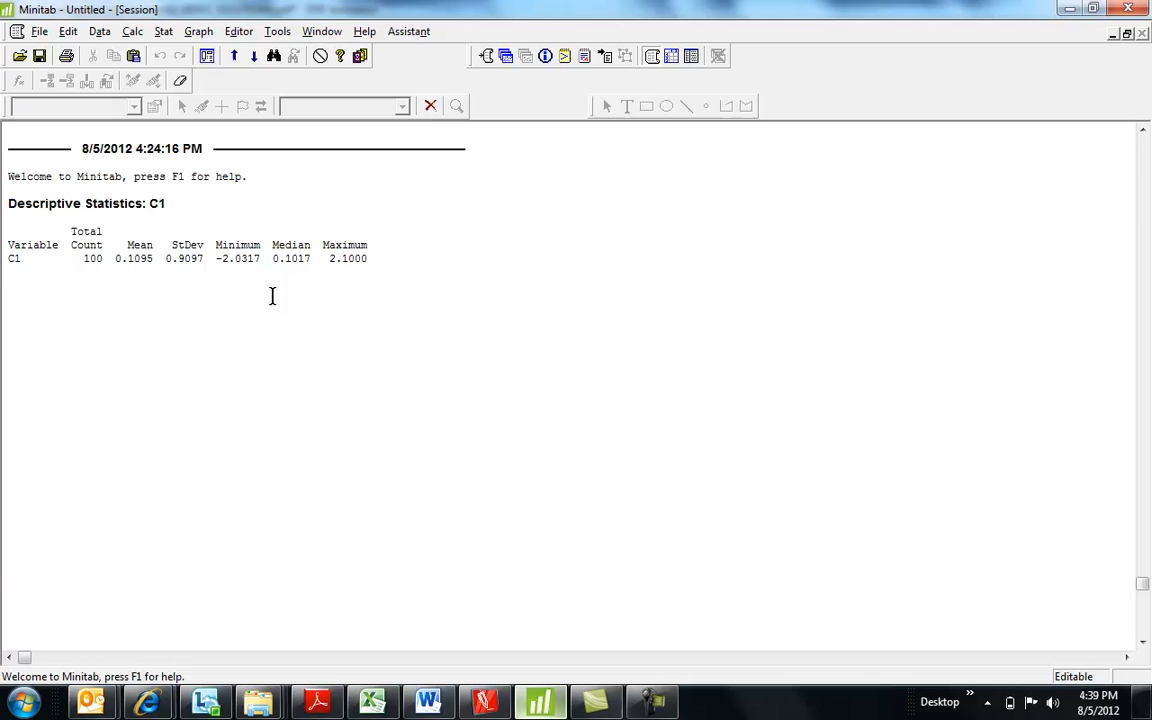 Minitab - Untitled - [Session]
File Edit Data Calc Stat Graph Editor Tools Window Help Assistant
8/5/2012 4:24:16 PM
Welcome to Minitab, press F1 for help.
Descriptive Statistics: C1
Total
Variable Count Mean StDev Minimum Median Maximum
C1 100 0.1095 0.9097 -2.0317 0.1017 2.1000
Welcome to Minitab, press F1 for help.
Editable
Desktop
4:39 PM
8/5/2012